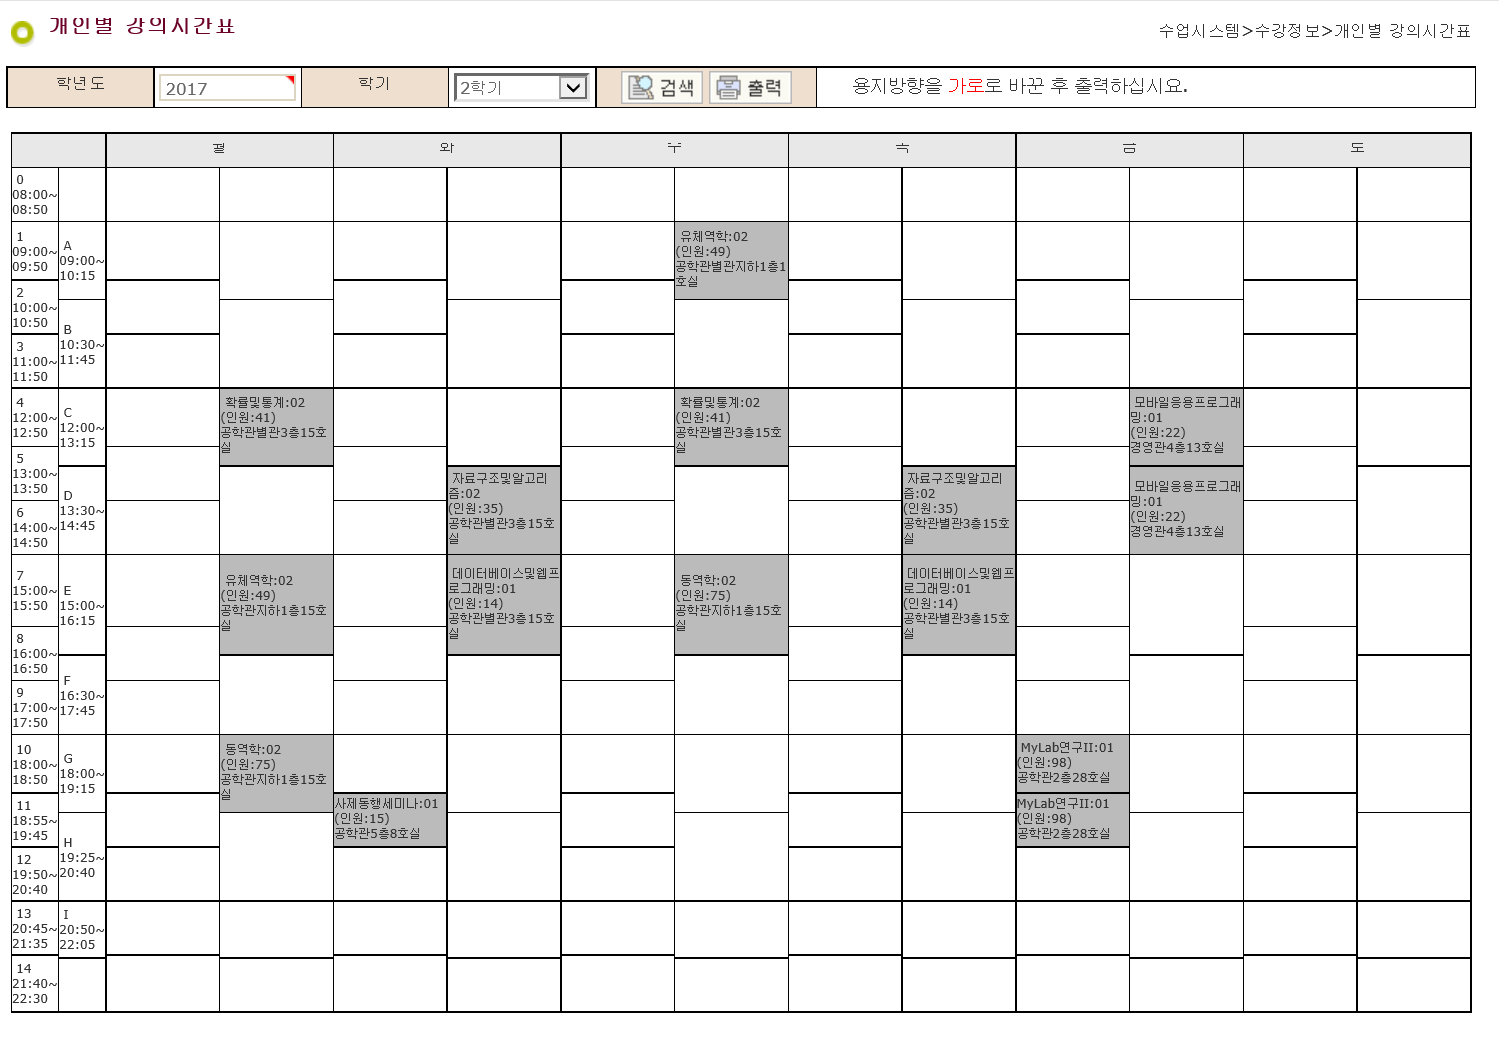 개인별 강의시간표
수업시스템>수강정보>개인별 강의시간표
학년도 2017 학기 2학기 검색 출력 용지방향을 가로로 바꾼 후 출력하십시요.
월 화 수 목 금 토
0
08:00~
08:50
1
09:00~
09:50
A
09:00~
10:15
유체역학:02
(인원:49)
공학관별관지하1층1
호실
2
10:00~
10:50
B
10:30~
11:45
3
11:00~
11:50
4
12:00~
12:50
C
12:00~
13:15
확률및통계:02
(인원:41)
공학관별관3층15호
실
확률및통계:02
(인원:41)
공학관별관3층15호
실
모바일응용프로그래
밍:01
(인원:22)
경영관4층13호실
5
13:00~
13:50
D
13:30~
14:45
자료구조및알고리
즘:02
(인원:35)
공학관별관3층15호
실
자료구조및알고리
즘:02
(인원:35)
공학관별관3층15호
실
모바일응용프로그래
밍:01
(인원:22)
경영관4층13호실
6
14:00~
14:50
7
15:00~
15:50
E
15:00~
16:15
유체역학:02
(인원:49)
공학관지하1층15호
실
데이터베이스및웹프
로그래밍:01
(인원:14)
공학관별관3층15호
실
동역학:02
(인원:75)
공학관지하1층15호
실
데이터베이스및웹프
로그래밍:01
(인원:14)
공학관별관3층15호
실
8
16:00~
16:50
F
16:30~
17:45
9
17:00~
17:50
10
18:00~
18:50
G
18:00~
19:15
동역학:02
(인원:75)
공학관지하1층15호
실
MyLab연구II:01
(인원:98)
공학관2층28호실
11
18:55~
19:45
사제동행세미나:01
(인원:15)
공학관5층8호실
MyLab연구II:01
(인원:98)
공학관2층28호실
H
19:25~
20:40
12
19:50~
20:40
13
20:45~
21:35
I
20:50~
22:05
14
21:40~
22:30